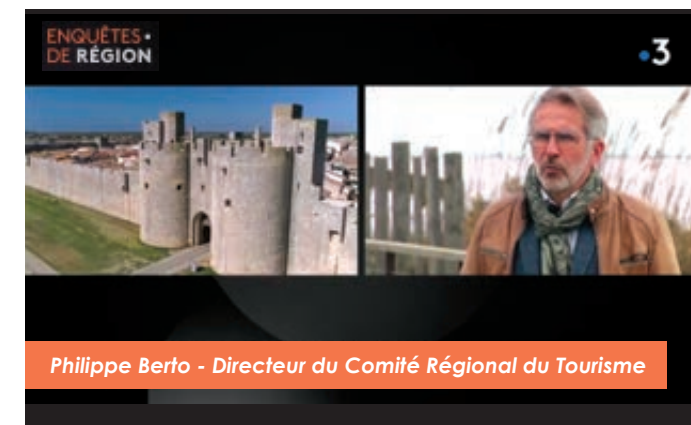 ENQUÊTES•
DE RÉGION
•3
Philippe Berto - Directeur du Comité Régional du Tourisme